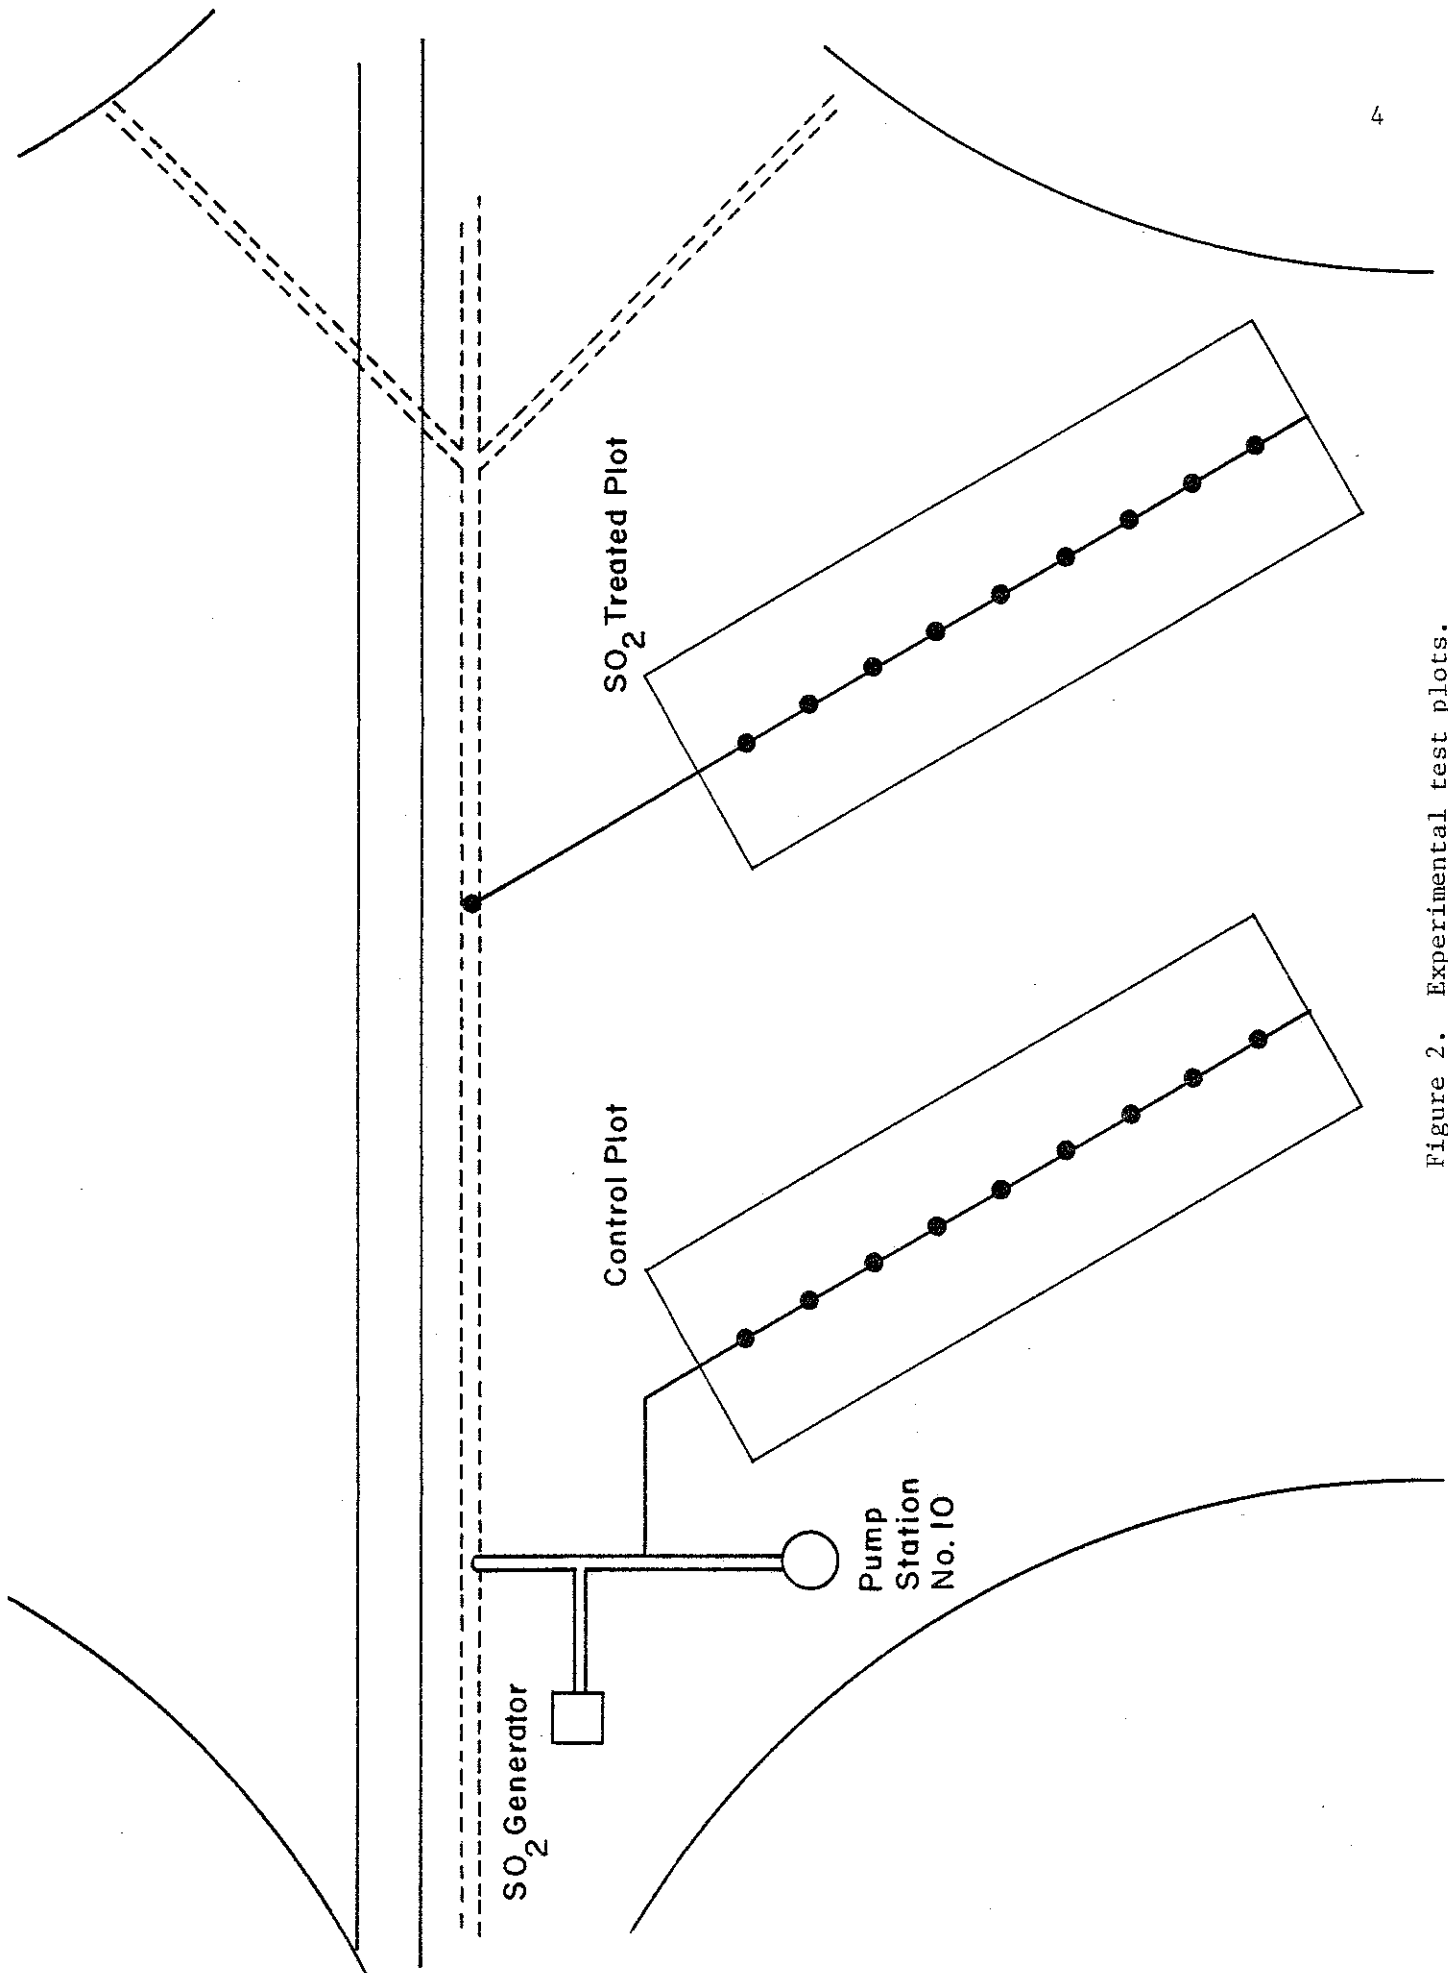 4
SO2 Treated Plot
Control Plot
Pump
Station
No. 10
SO2 Generator
Figure 2. Experimental test plots.